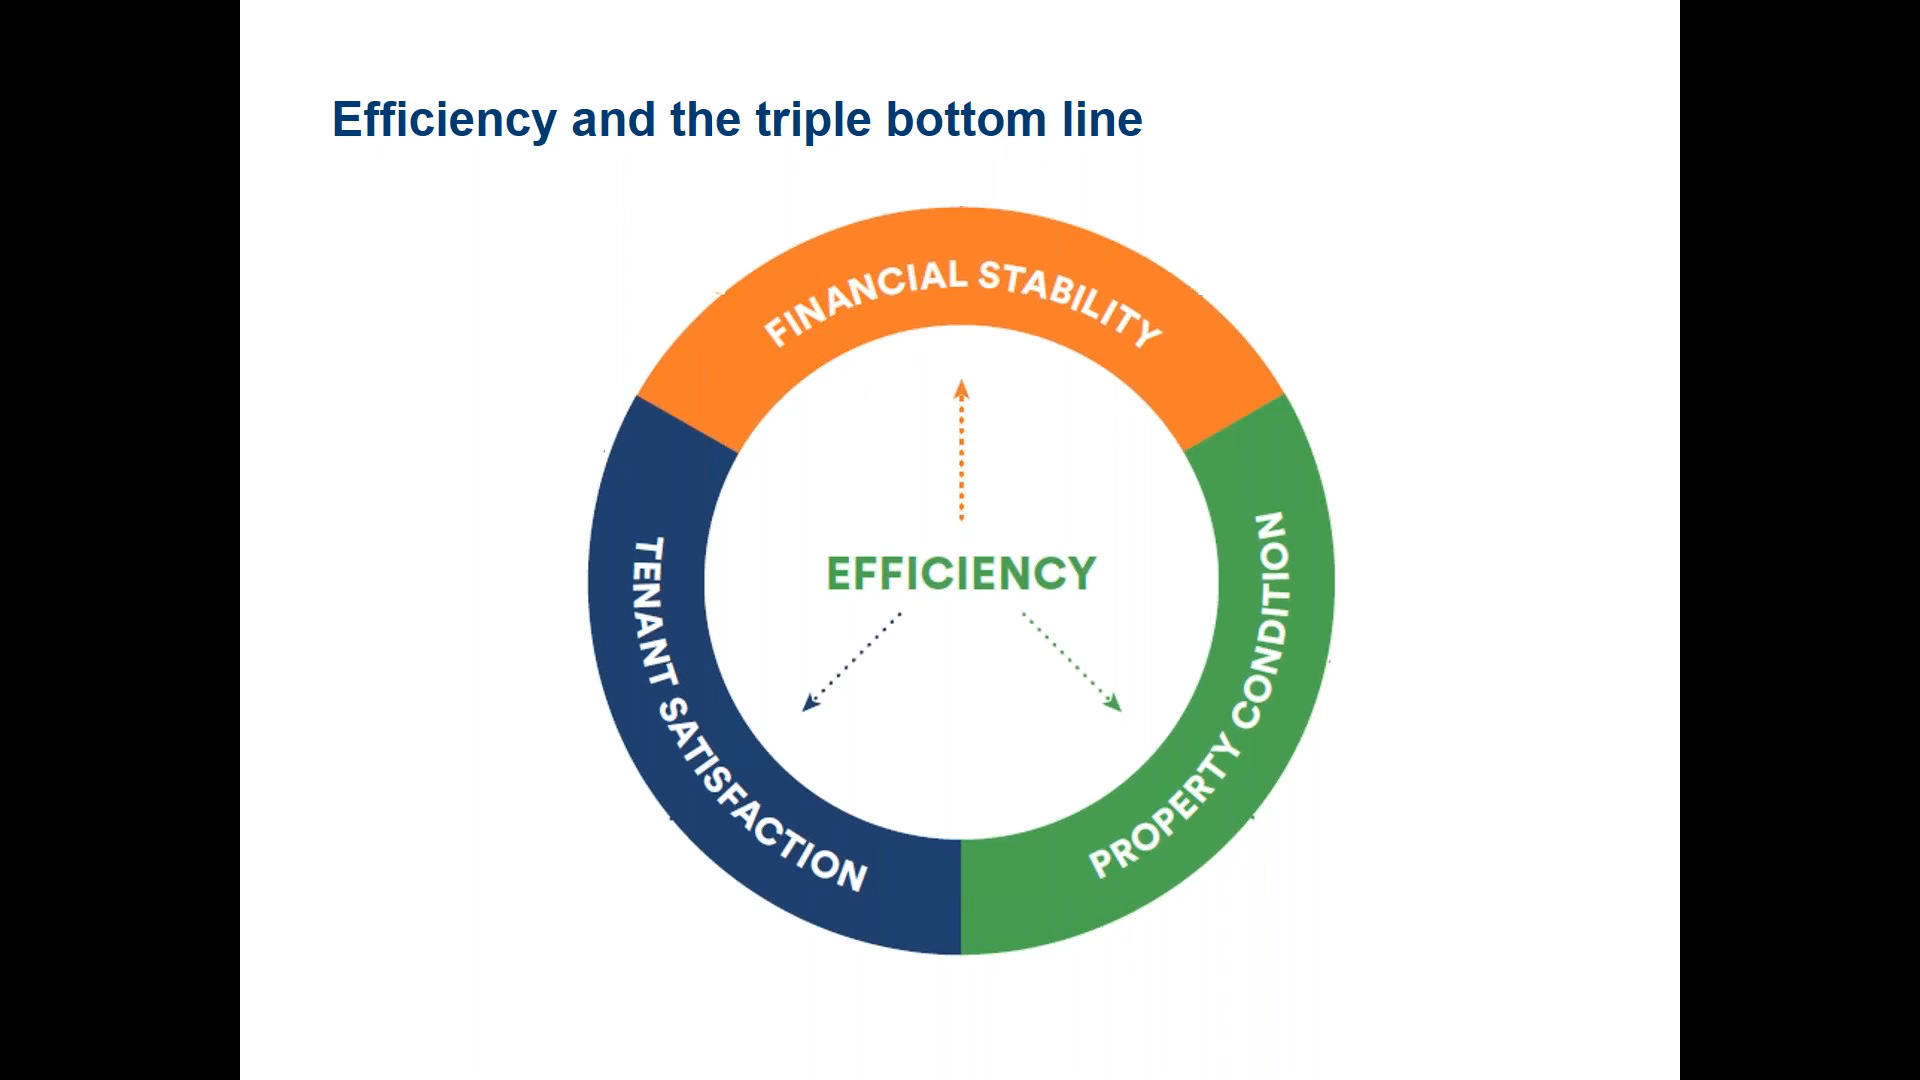 Efficiency and the triple bottom line
FINANCIAL STABILITY
EFFICIENCY
TENANT SATISFACTION
PROPERTY CONDITION